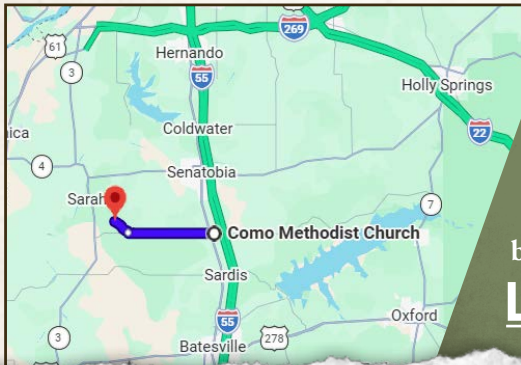 61
269
3
Hernando
55
Holly Springs
22
ica
Coldwater
4
Senatobia
Sarah
7
Como Methodist Church
b
L
Sardis
3
55
Oxford
278
Batesville